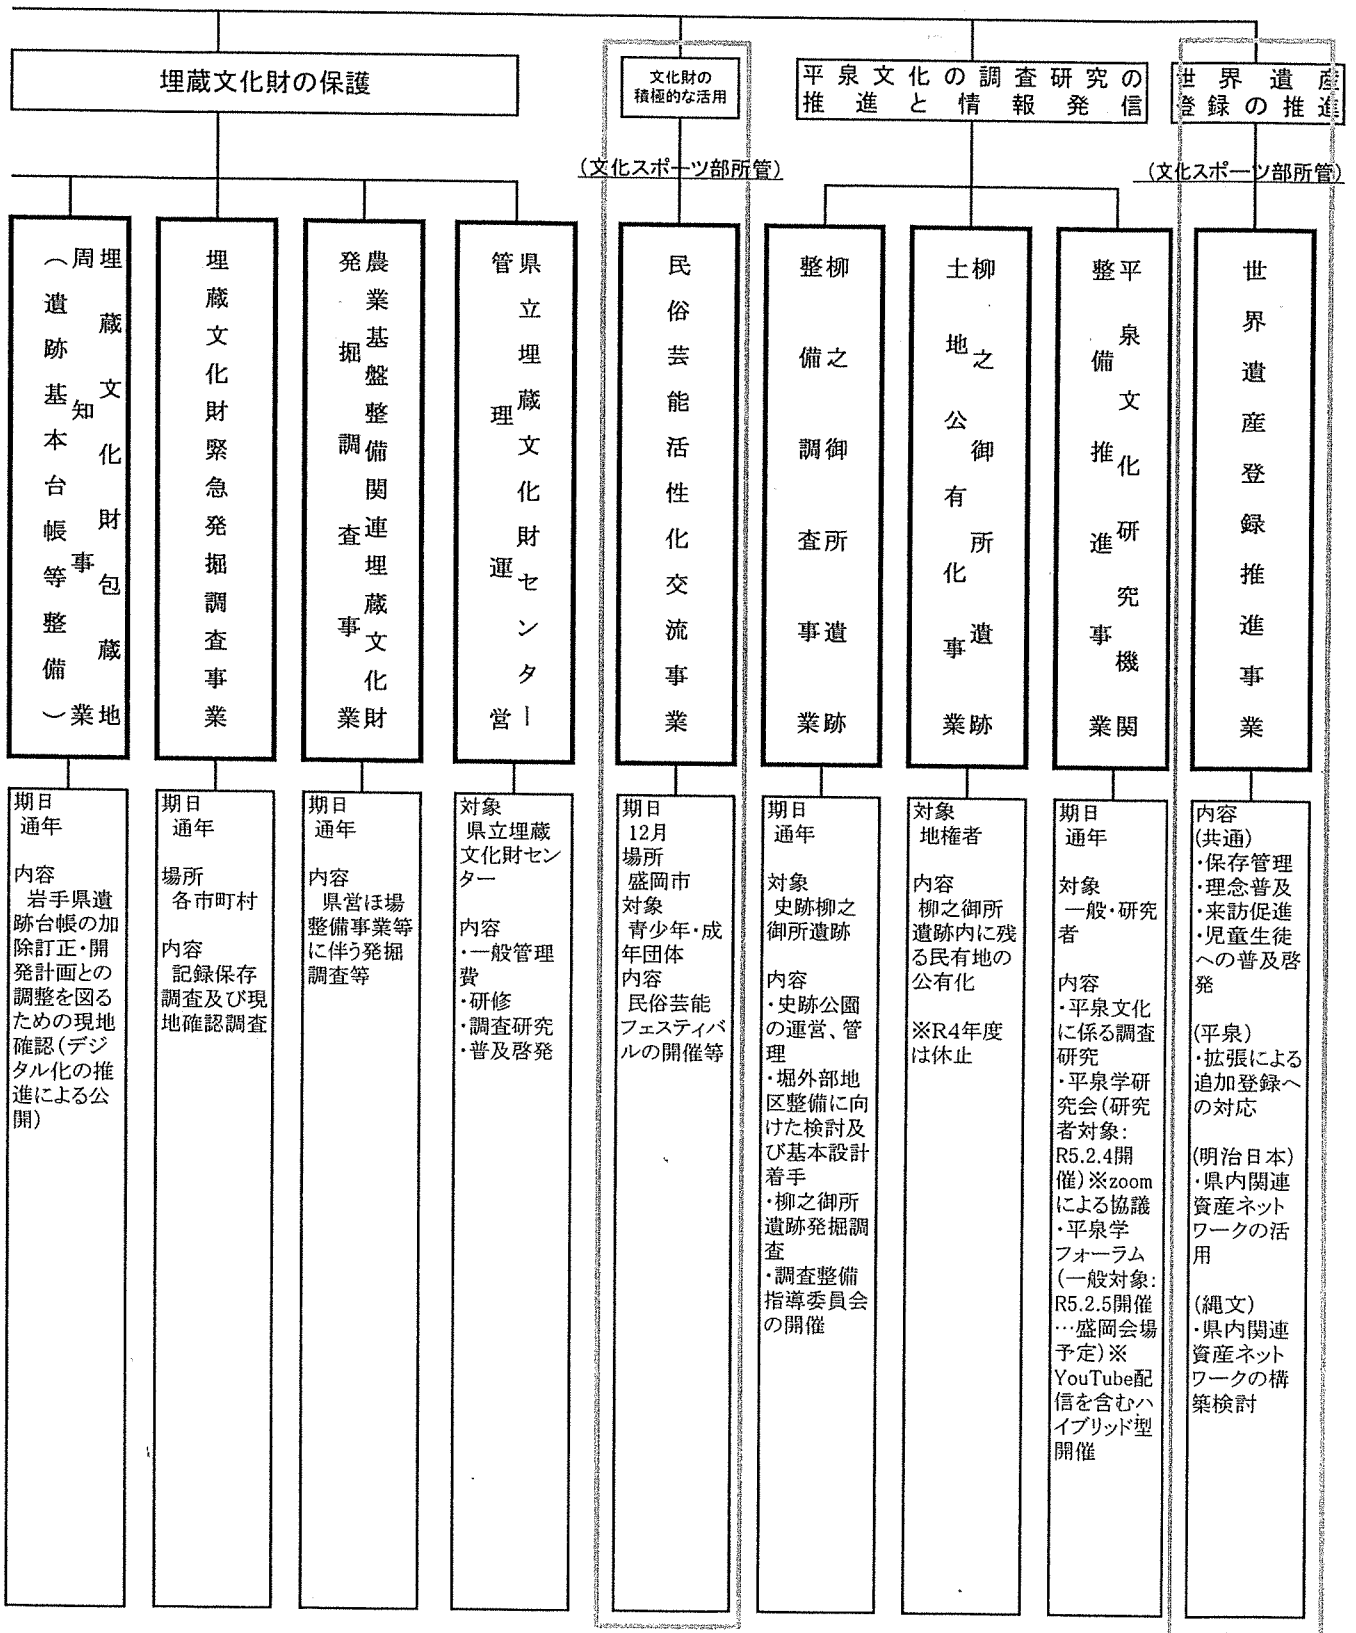 埋蔵文化財の保護
文化財の
積極的な活用
平泉文化の調査研究の
推進と情報発信
世界遺産
登録の推進
(文化スポーツ部所管)
(文化スポーツ部所管)
埋蔵文化財包蔵地
周知事業
(遺跡基本台帳等整備)
埋蔵文化財緊急発掘調査事業
農業基盤整備関連埋蔵文化財
発掘調査事業
県立埋蔵文化財センター
管理運営
民俗芸能活性化交流事業
柳之御所遺跡
整備調査事業
柳之御所遺跡
土地公有化事業
平泉文化研究機関
整備推進事業
世界遺産登録推進事業
期日
通年
内容
岩手県遺
跡台帳の加
除訂正・開
発計画との
調整を図る
ための現地
確認(デジ
タル化の推
進による公
開)
期日
通年
場所
各市町村
内容
記録保存
調査及び現
地確認調査
期日
通年
内容
県営ほ場
整備事業等
に伴う発掘
調査等
対象
県立埋蔵
文化財セン
ター
内容
・一般管理
費
・研修
・調査研究
・普及啓発
期日
12月
場所
盛岡市
対象
青少年・成
年団体
内容
民俗芸能
フェスティバ
ルの開催等
期日
通年
対象
史跡柳之
御所遺跡
内容
・史跡公園
の運営、管
理
・堀外部地
区整備に向
けた検討及
び基本設計
着手
・柳之御所
遺跡発掘調
査
・調査整備
指導委員会
の開催
対象
地権者
内容
柳之御所
遺跡内に残
る民有地の
公有化
※R4年度
は休止
期日
通年
対象
一般・研究
者
内容
・平泉文化
に係る調査
研究
・平泉学研
究会(研究
者対象:
R5.2.4開
催)※zoom
による協議
・平泉学
フォーラム
(一般対象:
R5.2.5開催
…盛岡会場
予定)※
YouTube配
信を含むハ
イブリッド型
開催
内容
(共通)
・保存管理
・理念普及
・来訪促進
・児童生徒
への普及啓
発
(平泉)
・拡張による
追加登録へ
の対応
(明治日本)
・県内関連
資産ネット
ワークの活
用
(縄文)
・県内関連
資産ネット
ワークの構
築検討